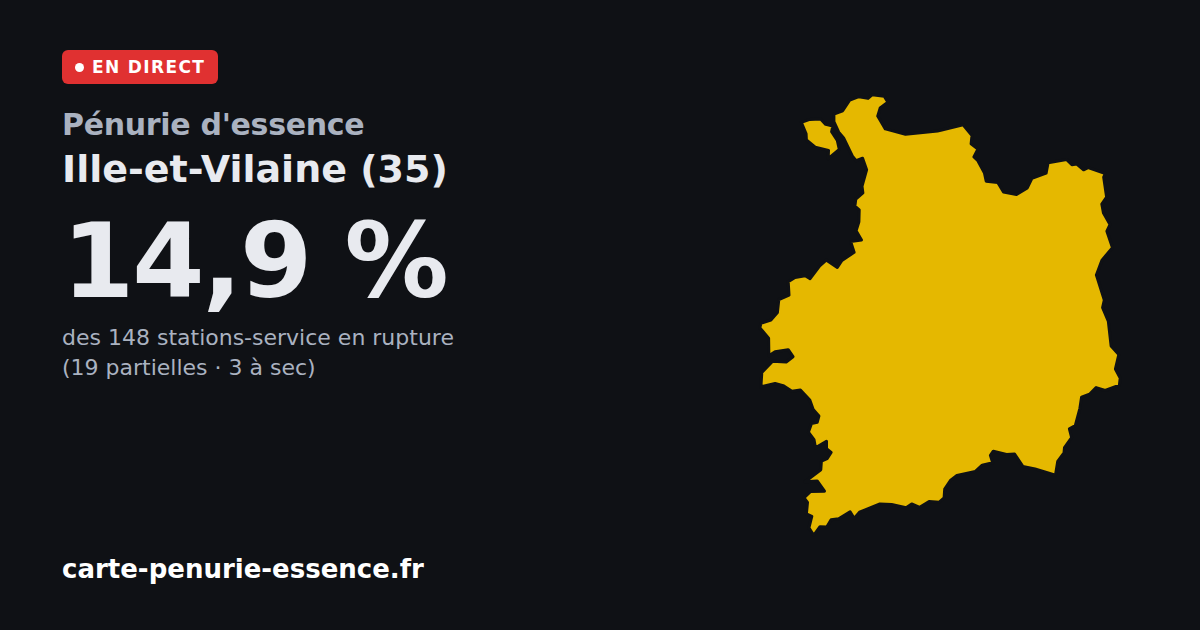 EN DIRECT
Pénurie d'essence
Ille-et-Vilaine (35)
14,9 %
des 148 stations-service en rupture
(19 partielles · 3 à sec)
carte-penurie-essence.fr